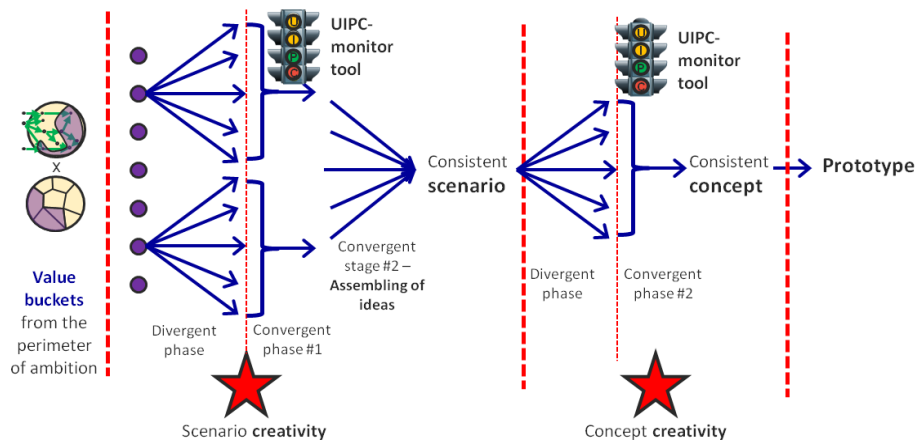 U
I
P
C
UIPC-
monitor
tool
U
I
P
C
UIPC-
monitor
tool
X
Consistent
scenario
Consistent
concept
Prototype
Value
buckets
from the
perimeter
of ambition
Divergent
phase
Convergent
phase #1
Convergent
stage #2 –
Assembling of
ideas
Divergent
phase
Convergent
phase #2
Scenario creativity
Concept creativity